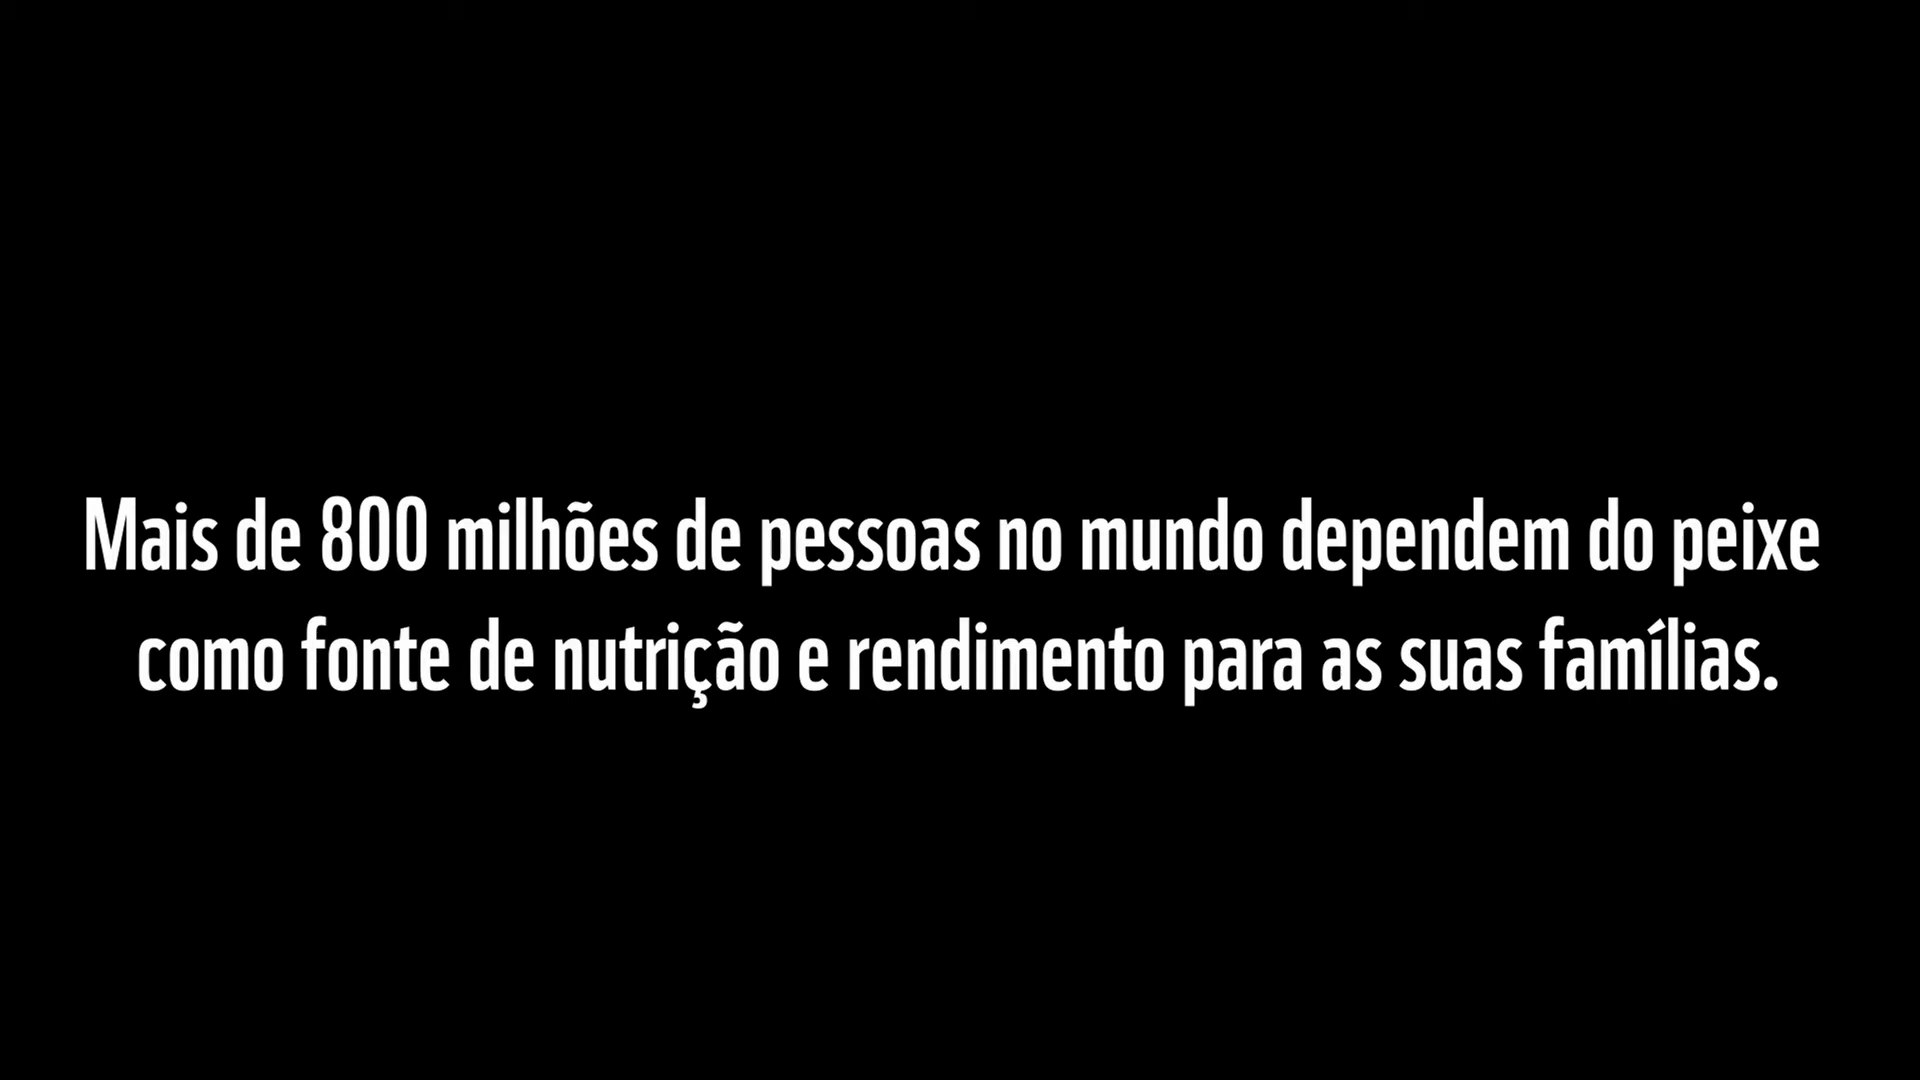 Mais de 800 milhões de pessoas no mundo dependem do peixe
como fonte de nutrição e rendimento para as suas famílias.